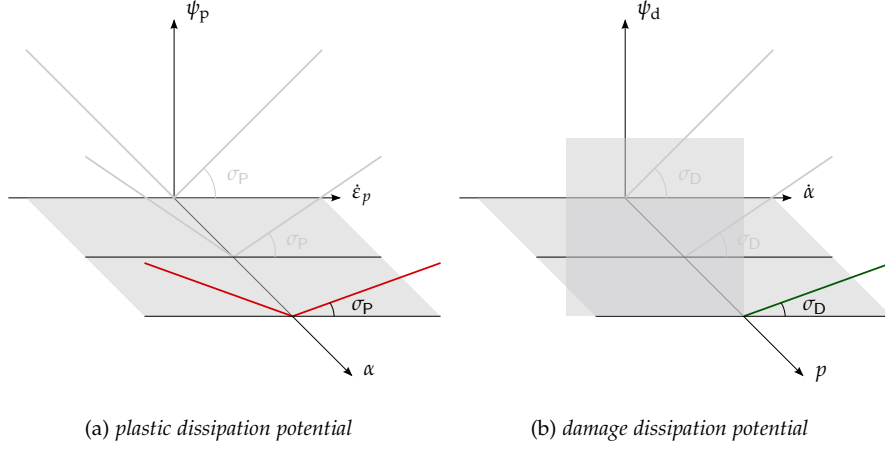 ψp ψd
σP σD
ε̇p α̇
σP σD
σP σD
α p
(a) plastic dissipation potential (b) damage dissipation potential